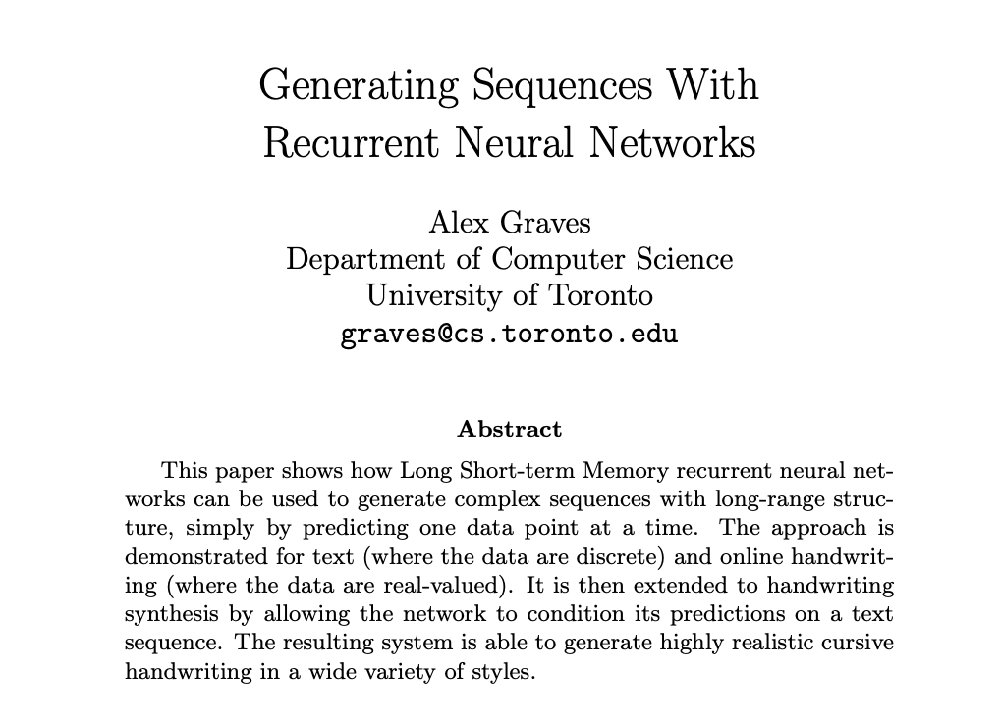 Generating Sequences With
Recurrent Neural Networks
Alex Graves
Department of Computer Science
University of Toronto
graves@cs.toronto.edu
Abstract
This paper shows how Long Short-term Memory recurrent neural net-
works can be used to generate complex sequences with long-range struc-
ture, simply by predicting one data point at a time. The approach is
demonstrated for text (where the data are discrete) and online handwrit-
ing (where the data are real-valued). It is then extended to handwriting
synthesis by allowing the network to condition its predictions on a text
sequence. The resulting system is able to generate highly realistic cursive
handwriting in a wide variety of styles.